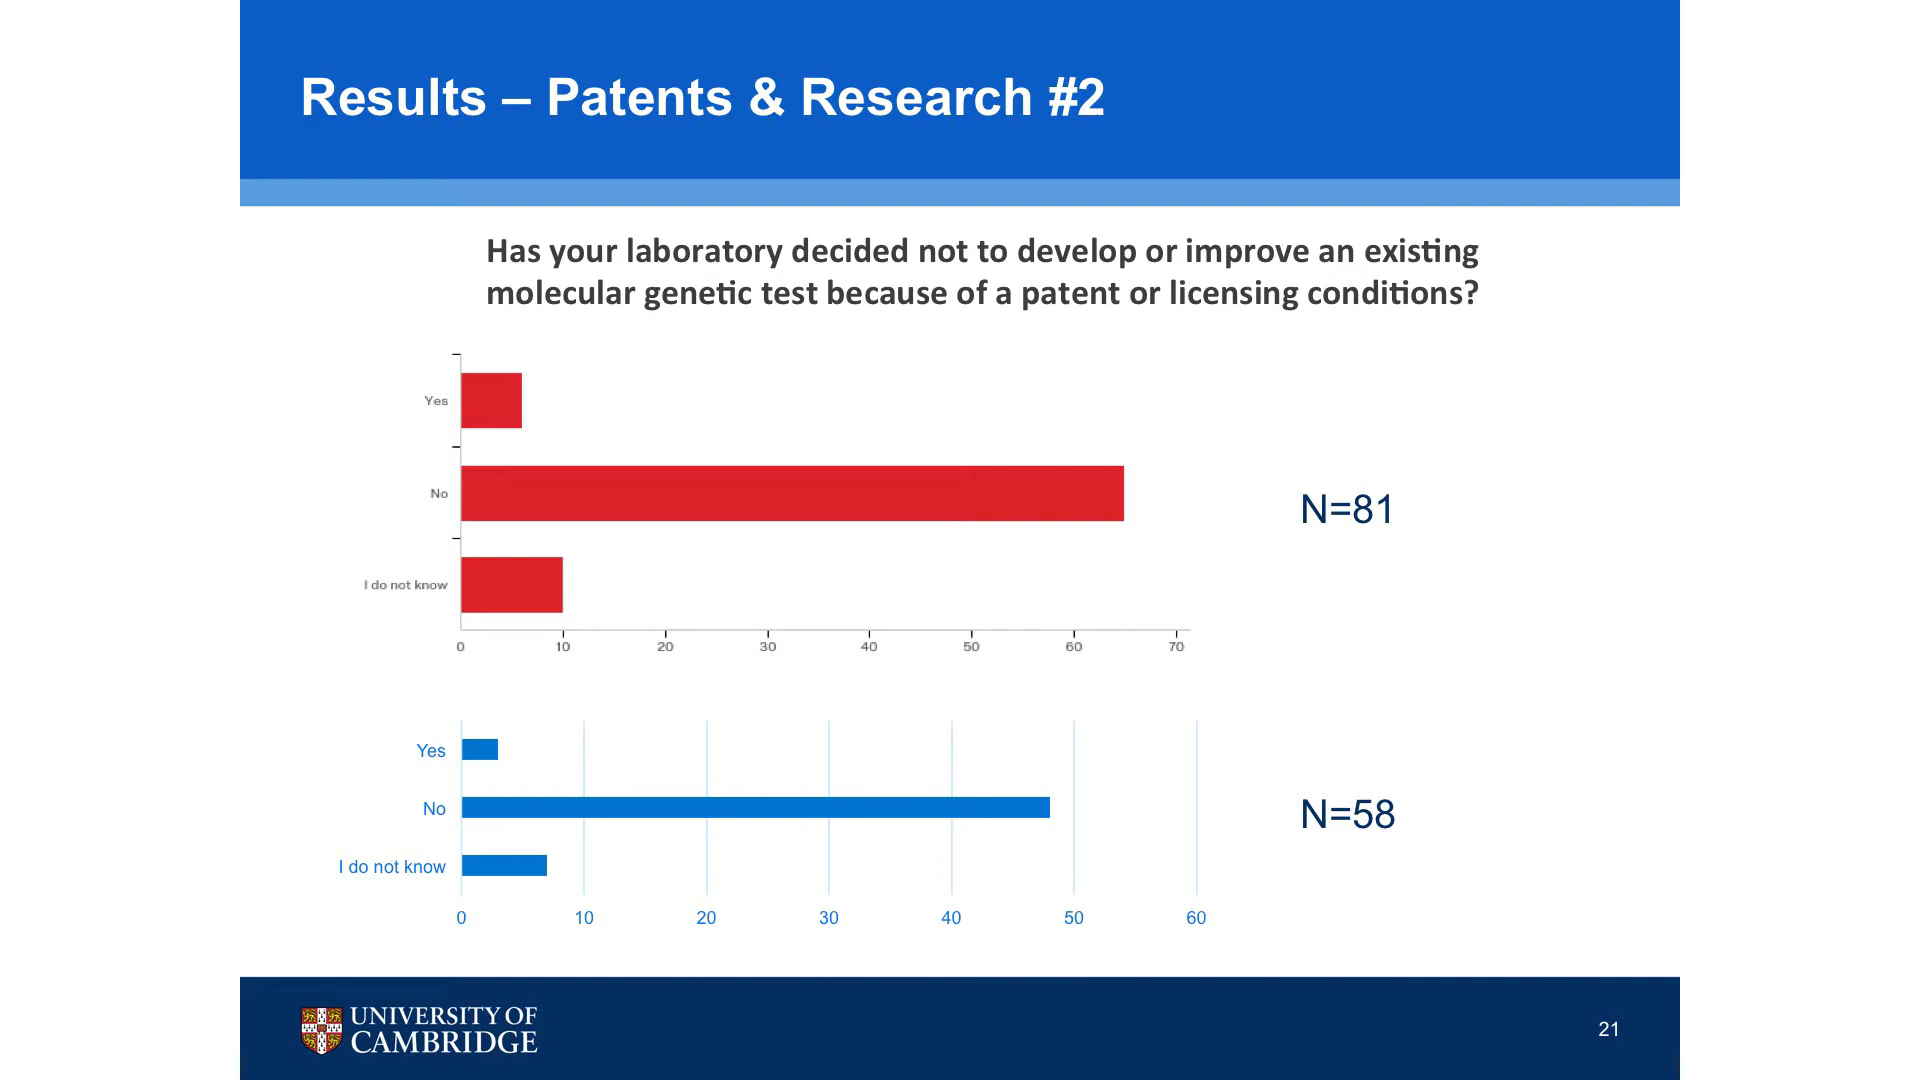 Results – Patents & Research #2
Has your laboratory decided not to develop or improve an existing
molecular genetic test because of a patent or licensing conditions?
Yes
No
I do not know
0 10 20 30 40 50 60 70
N=81
Yes
No
I do not know
0 10 20 30 40 50 60
N=58
UNIVERSITY OF
CAMBRIDGE
21